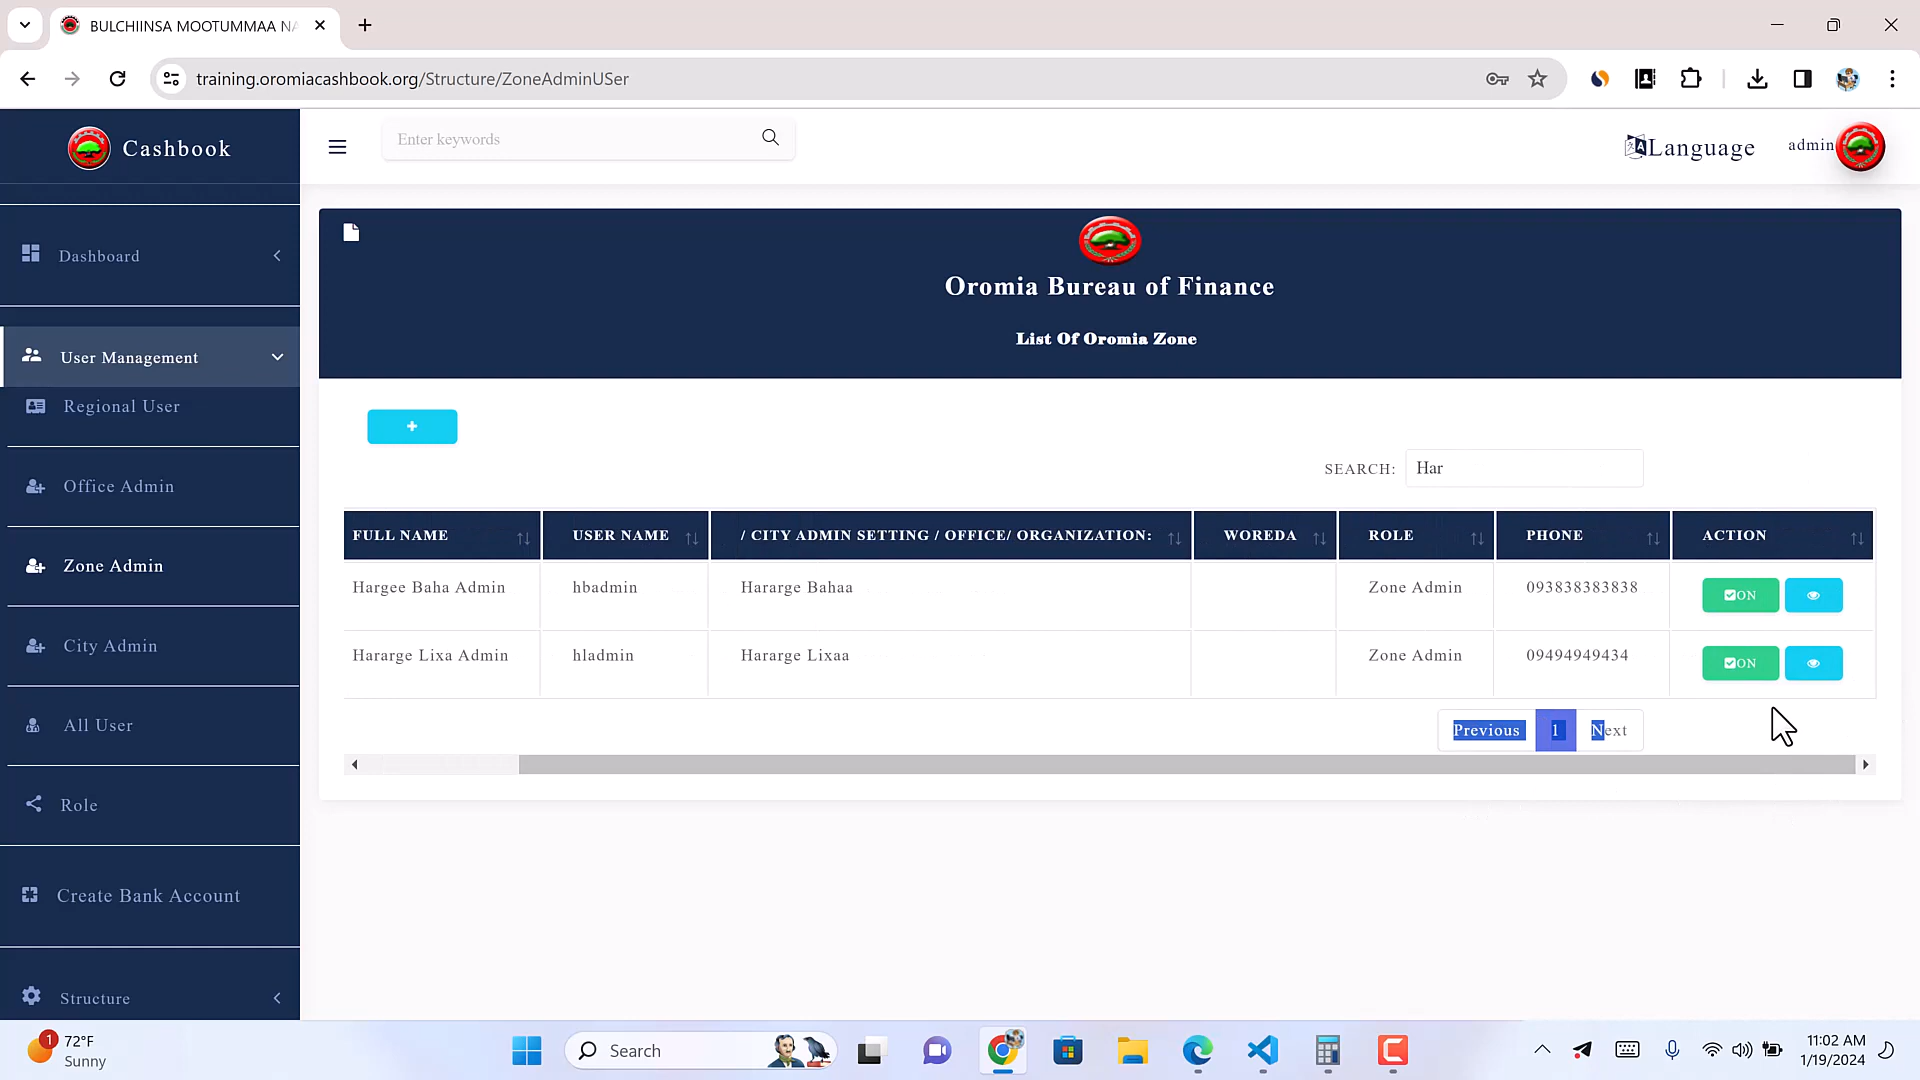 BULCHIINSA MOOTUMMAA NA
training.oromiacashbook.org/Structure/ZoneAdminUSer
Cashbook
Enter keywords
Language
admin
Dashboard
User Management
Regional User
Office Admin
Zone Admin
City Admin
All User
Role
Create Bank Account
Structure
Oromia Bureau of Finance
List Of Oromia Zone
+
SEARCH: Har
FULL NAME USER NAME / CITY ADMIN SETTING / OFFICE/ ORGANIZATION: WOREDA ROLE PHONE ACTION
Hargee Baha Admin hbadmin Hararge Bahaa Zone Admin 093838383838 ON
Hararge Lixa Admin hladmin Hararge Lixaa Zone Admin 09494949434 ON
Previous 1 Next
1
72°F
Sunny
Search
11:02 AM
1/19/2024